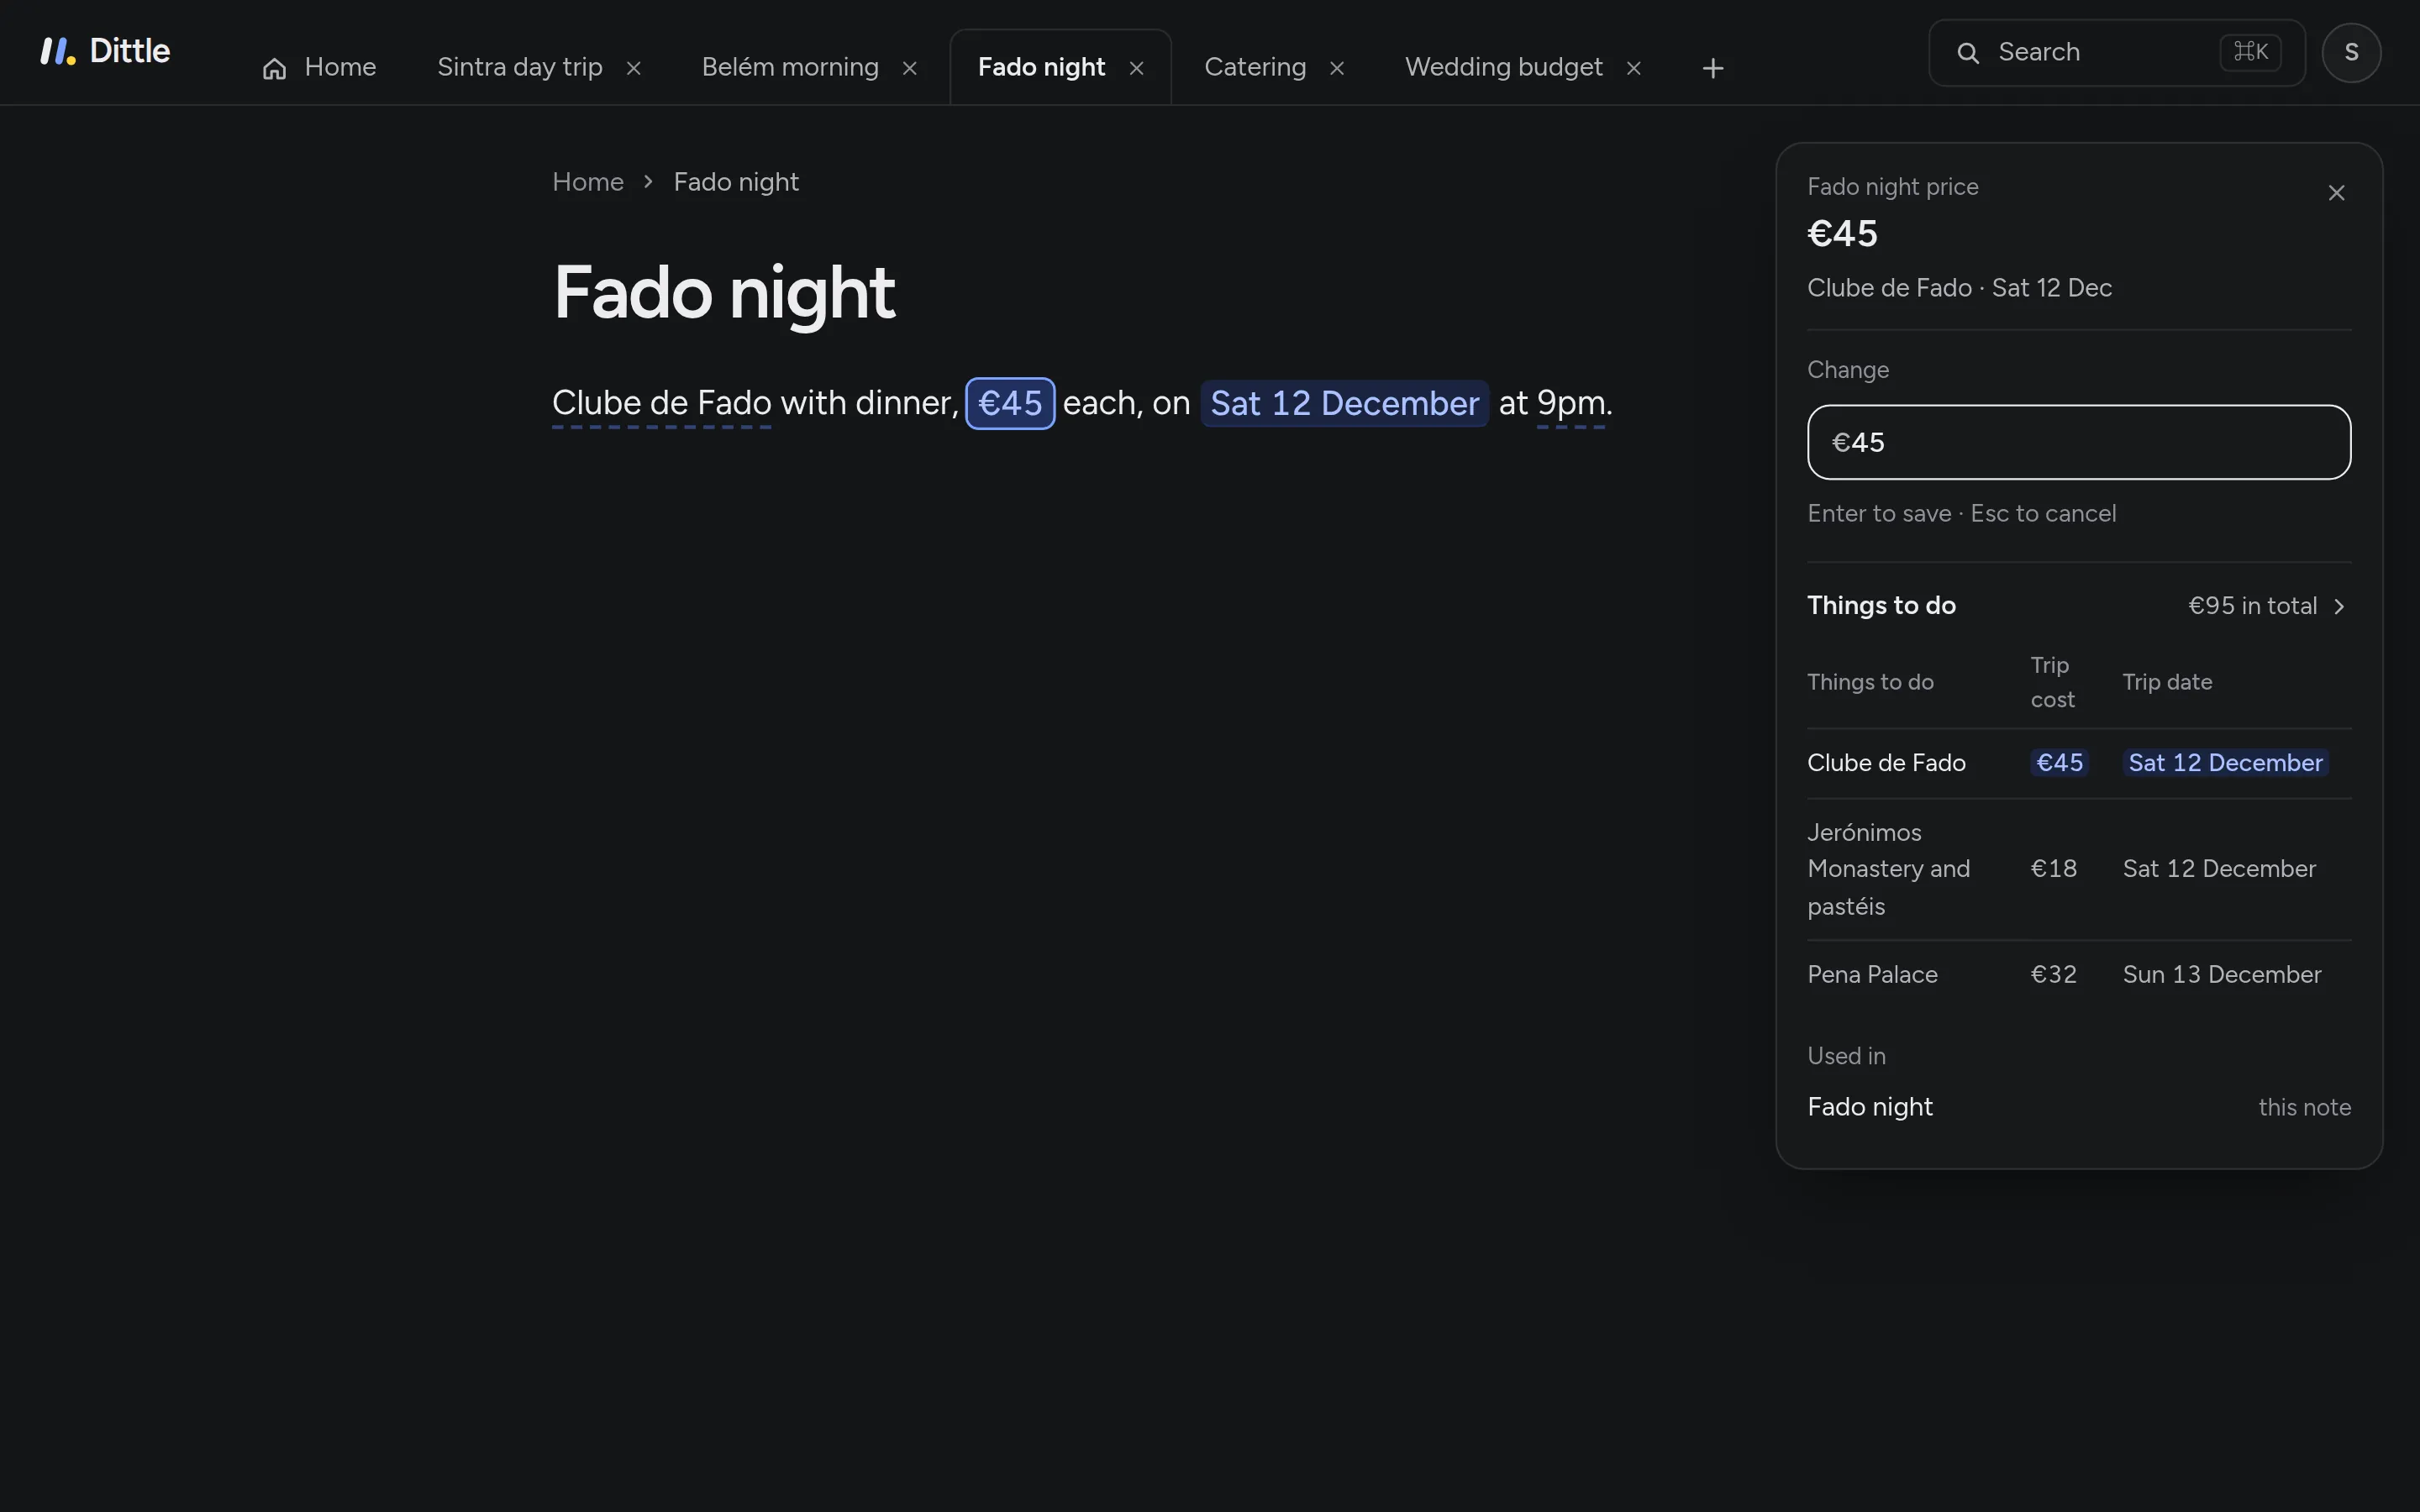 Dittle
Home
Sintra day trip
Belém morning
Fado night
Catering
Wedding budget
Search
⌘K
S
Home > Fado night
Fado night
Clube de Fado with dinner, €45 each, on Sat 12 December at 9pm.
Fado night price
€45
Clube de Fado · Sat 12 Dec
Change
€45
Enter to save · Esc to cancel
Things to do €95 in total >
Things to do Trip cost Trip date
Clube de Fado €45 Sat 12 December
Jerónimos
Monastery and €18 Sat 12 December
pastéis
Pena Palace €32 Sun 13 December
Used in
Fado night this note